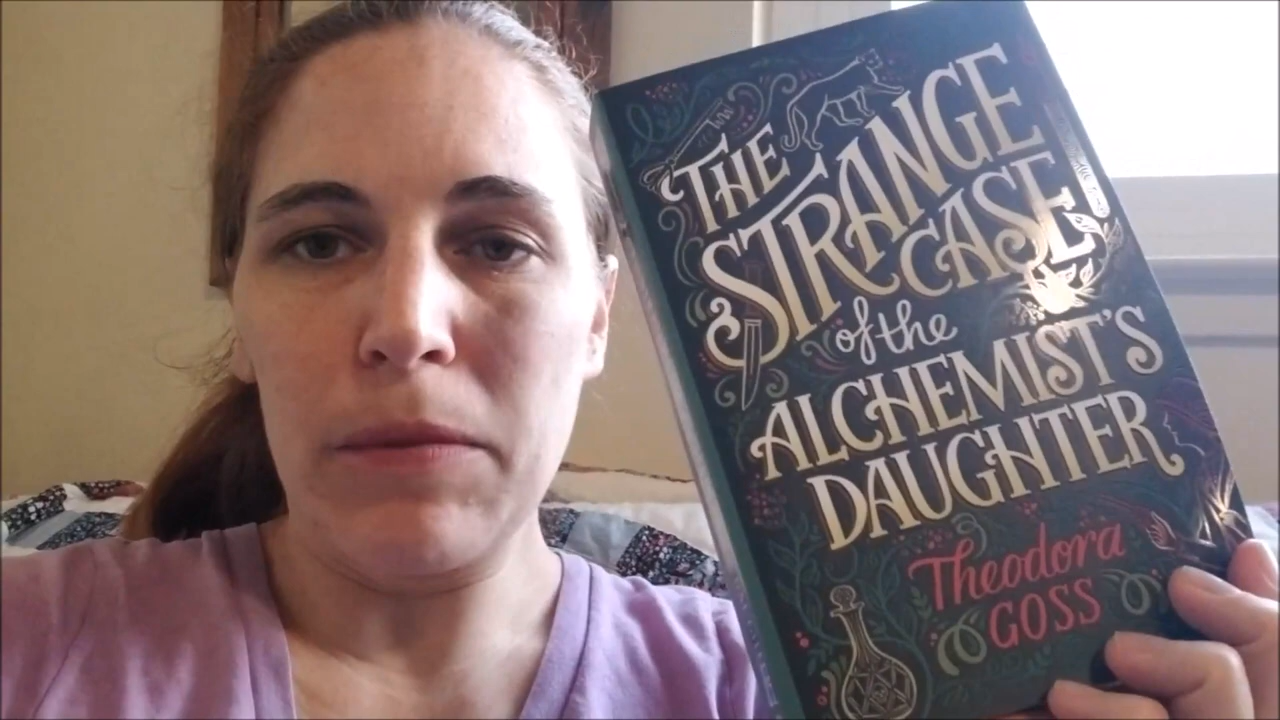 THE
STRANGE
CASE
of the
ALCHEMIST'S
DAUGHTER
Theodora
GOSS